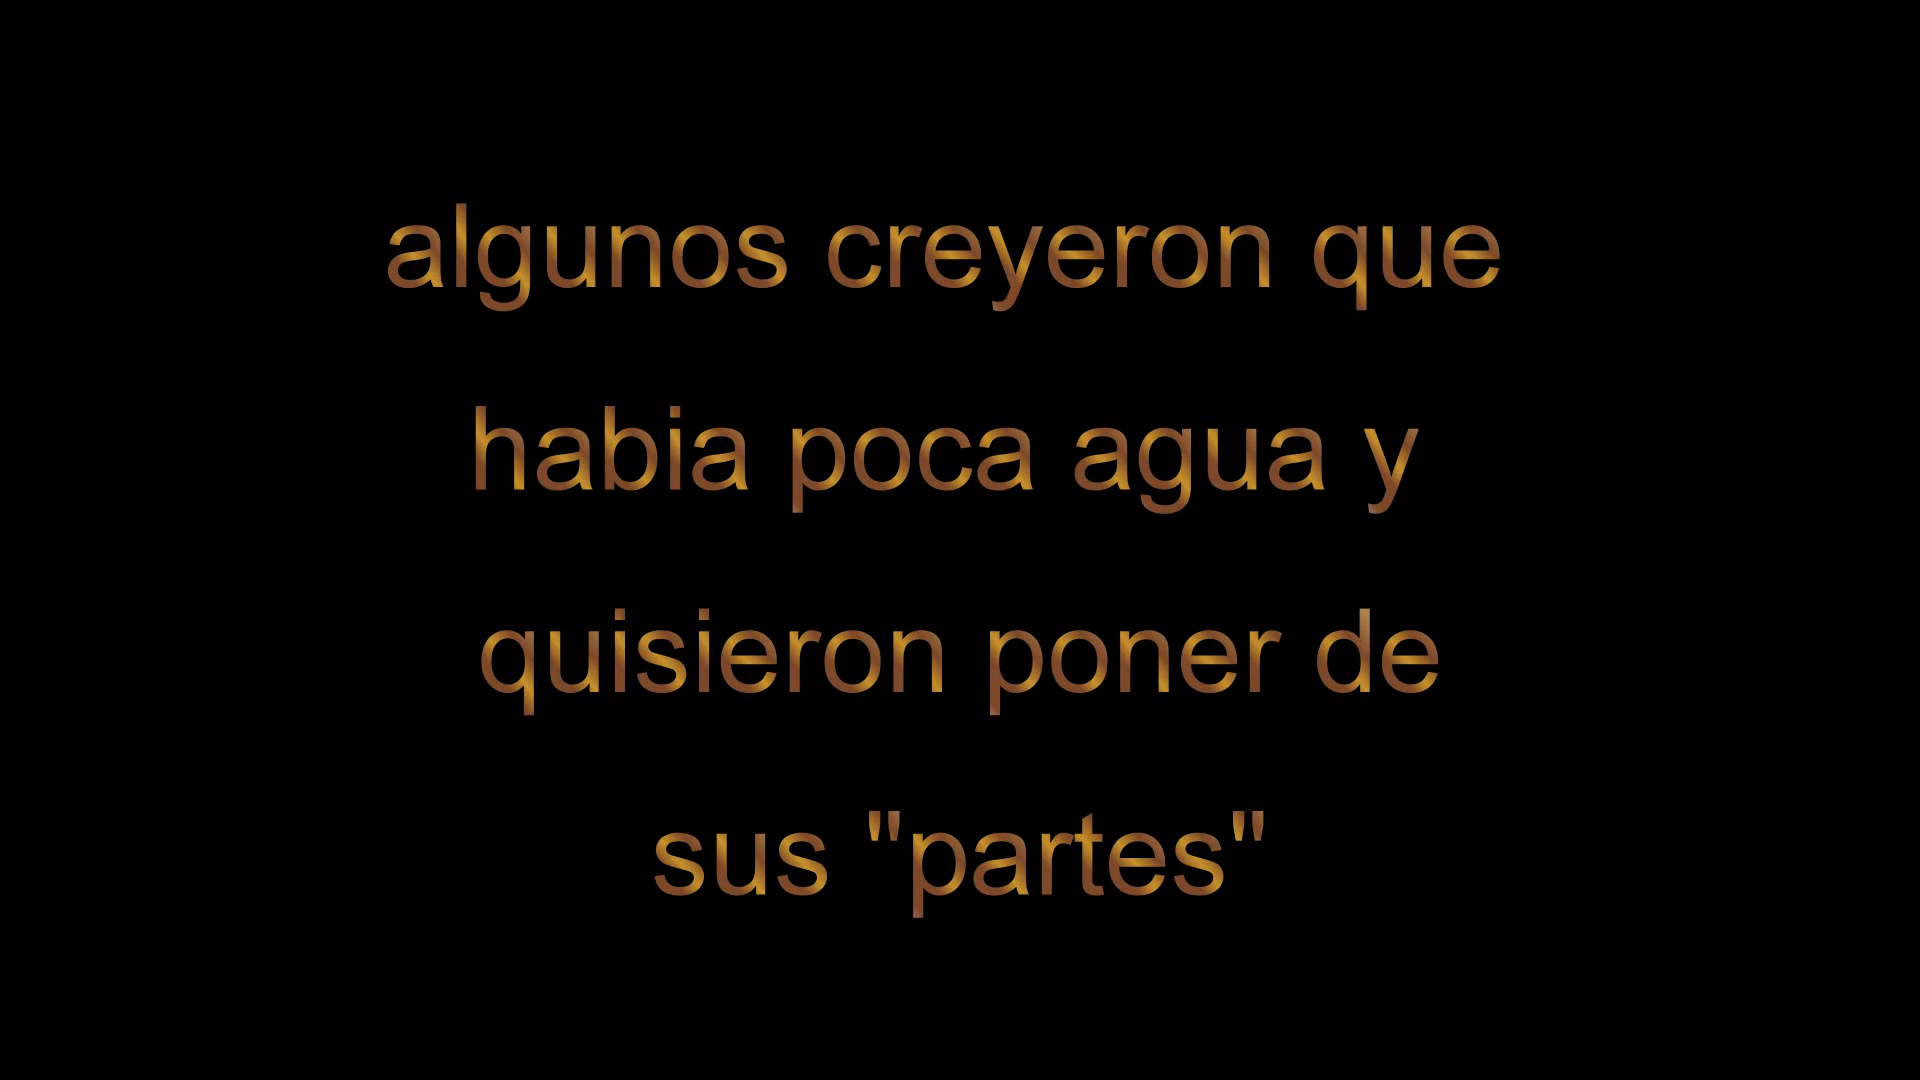 algunos creyeron que
habia poca agua y
quisieron poner de
sus "partes"